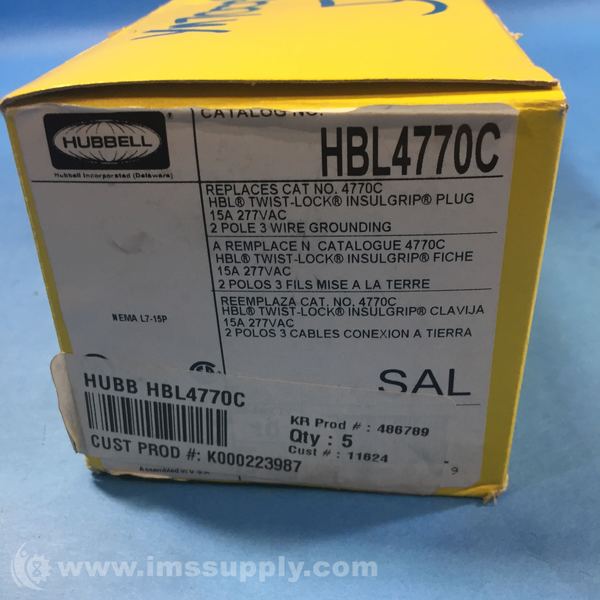 CATALOG NO.
HUBBELL
®
Hubbell Incorporated (Delaware)
HBL4770C
REPLACES CAT NO. 4770C
HBL® TWIST-LOCK® INSULGRIP® PLUG
15A 277VAC
2 POLE 3 WIRE GROUNDING
A REMPLACE N CATALOGUE 4770C
HBL® TWIST-LOCK® INSULGRIP® FICHE
15A 277VAC
2 POLOS 3 FILS MISE A LA TERRE
REEMPLAZA CAT. NO. 4770C
HBL® TWIST-LOCK® INSULGRIP® CLAVIJA
15A 277VAC
2 POLOS 3 CABLES CONEXION A TIERRA
NEMA L7-15P
SAL
HUBB HBL4770C
KR Prod # : 486789
Qty : 5
Cust # : 11624
CUST PROD #: K000223987
9
Assembled in
www.imssupply.com/